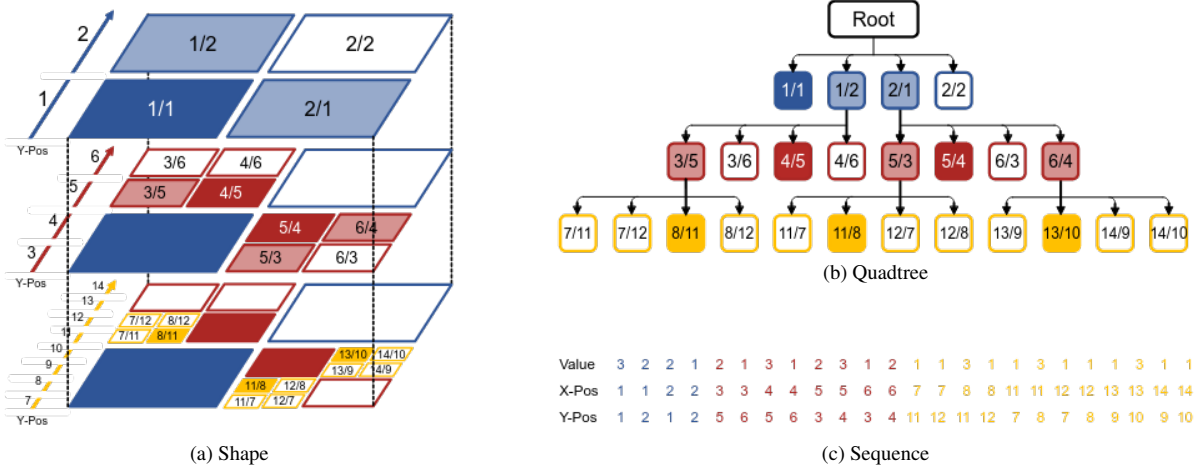 2
1
Y-Pos
1/2
2/2
1/1
2/1
6
5
4
3
Y-Pos
3/6
4/6
3/5
4/5
5/4
6/4
5/3
6/3
14
13
12
11
10
9
8
7
Y-Pos
7/12
8/12
7/11
8/11
13/10
14/10
13/9
14/9
11/8
12/8
11/7
12/7
(a) Shape
Root
1/1 1/2 2/1 2/2
3/5 3/6 4/5 4/6 5/3 5/4 6/3 6/4
7/11 7/12 8/11 8/12 11/7 11/8 12/7 12/8 13/9 13/10 14/9 14/10
(b) Quadtree
Value 3 2 2 1 2 1 3 1 2 3 1 2 1 1 3 1 1 3 1 1 1 3 1 1
X-Pos 1 1 2 2 3 3 4 4 5 5 6 6 7 7 8 8 11 11 12 12 13 13 14 14
Y-Pos 1 2 1 2 5 6 5 6 3 4 3 4 11 12 11 12 7 8 7 8 9 10 9 10
(c) Sequence